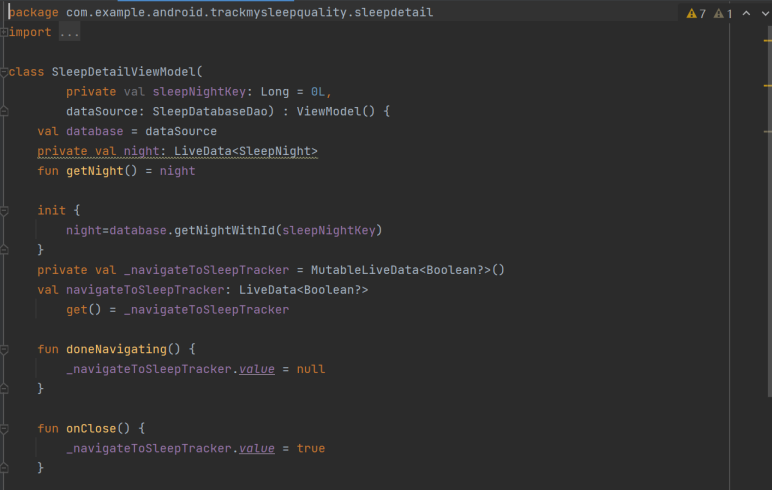 package com.example.android.trackmysleepquality.sleepdetail
7 1
import ...
class SleepDetailViewModel(
private val sleepNightKey: Long = 0L,
dataSource: SleepDatabaseDao) : ViewModel() {
val database = dataSource
private val night: LiveData<SleepNight>
fun getNight() = night
init {
night=database.getNightWithId(sleepNightKey)
}
private val _navigateToSleepTracker = MutableLiveData<Boolean?>()
val navigateToSleepTracker: LiveData<Boolean?>
get() = _navigateToSleepTracker
fun doneNavigating() {
_navigateToSleepTracker.value = null
}
fun onClose() {
_navigateToSleepTracker.value = true
}